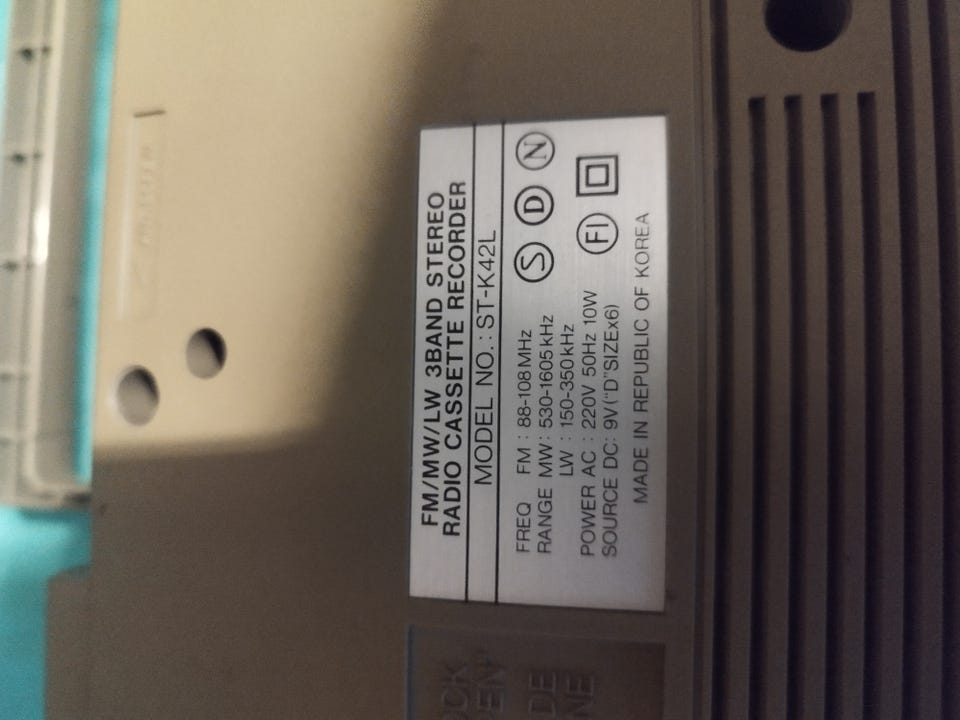 FM/MW/LW 3BAND STEREO
RADIO CASSETTE RECORDER
MODEL NO.: ST-K42L
FREQ FM : 88-108MHz
RANGE MW: 530-1605kHz
LW : 150-350kHz
POWER AC : 220V 50Hz 10W
SOURCE DC: 9V("D"SIZEx6)
S D N
FI
MADE IN REPUBLIC OF KOREA